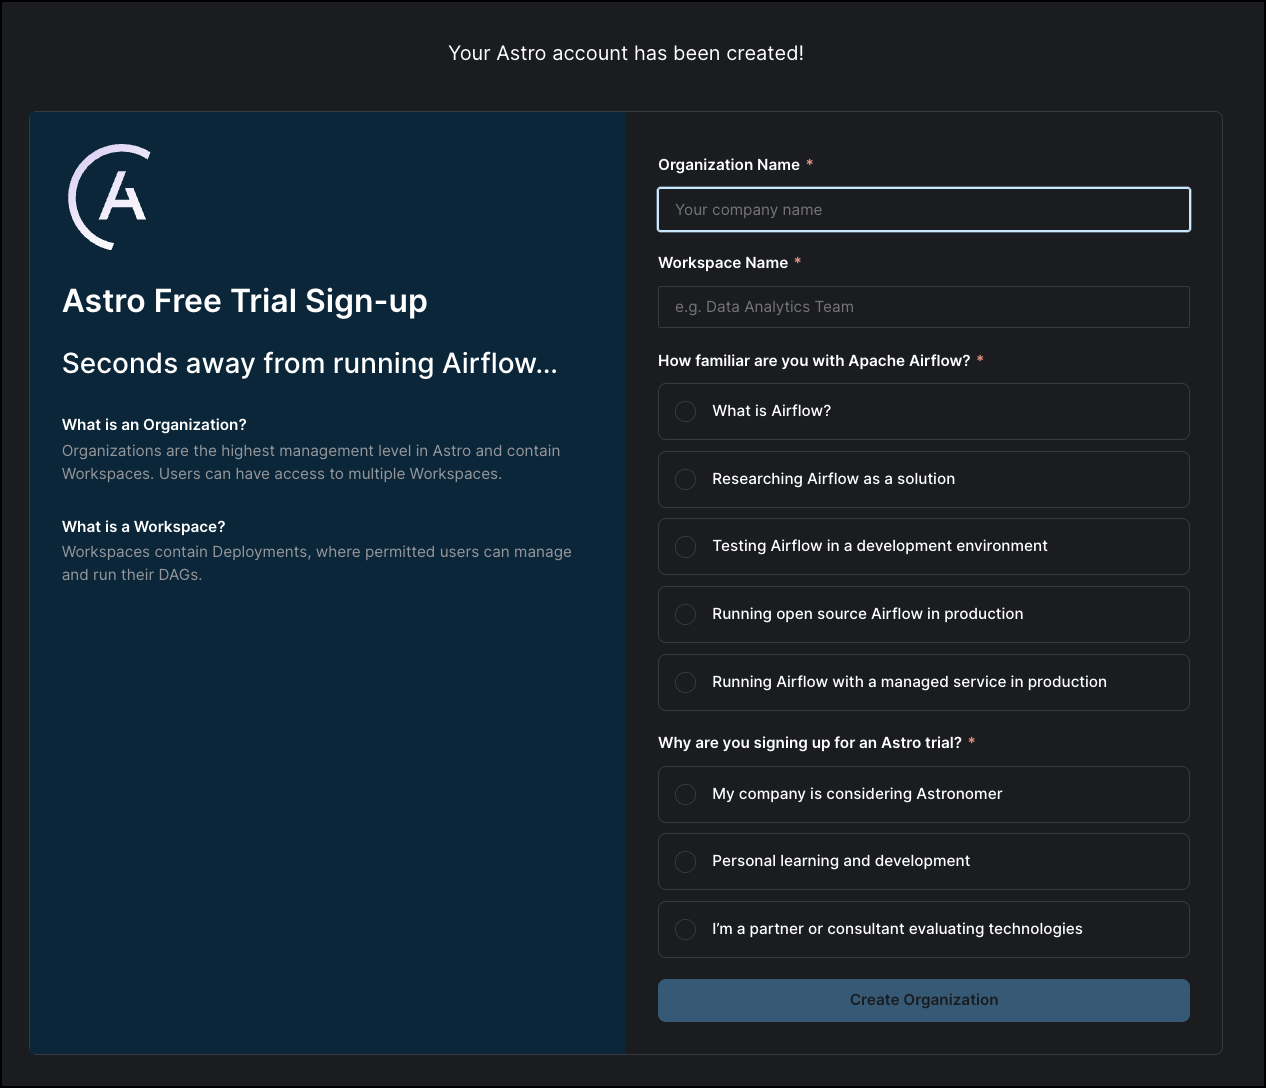 Your Astro account has been created!
Astro Free Trial Sign-up
Seconds away from running Airflow...
What is an Organization?
Organizations are the highest management level in Astro and contain
Workspaces. Users can have access to multiple Workspaces.
What is a Workspace?
Workspaces contain Deployments, where permitted users can manage
and run their DAGs.
Organization Name *
Your company name
Workspace Name *
e.g. Data Analytics Team
How familiar are you with Apache Airflow? *
What is Airflow?
Researching Airflow as a solution
Testing Airflow in a development environment
Running open source Airflow in production
Running Airflow with a managed service in production
Why are you signing up for an Astro trial? *
My company is considering Astronomer
Personal learning and development
I’m a partner or consultant evaluating technologies
Create Organization